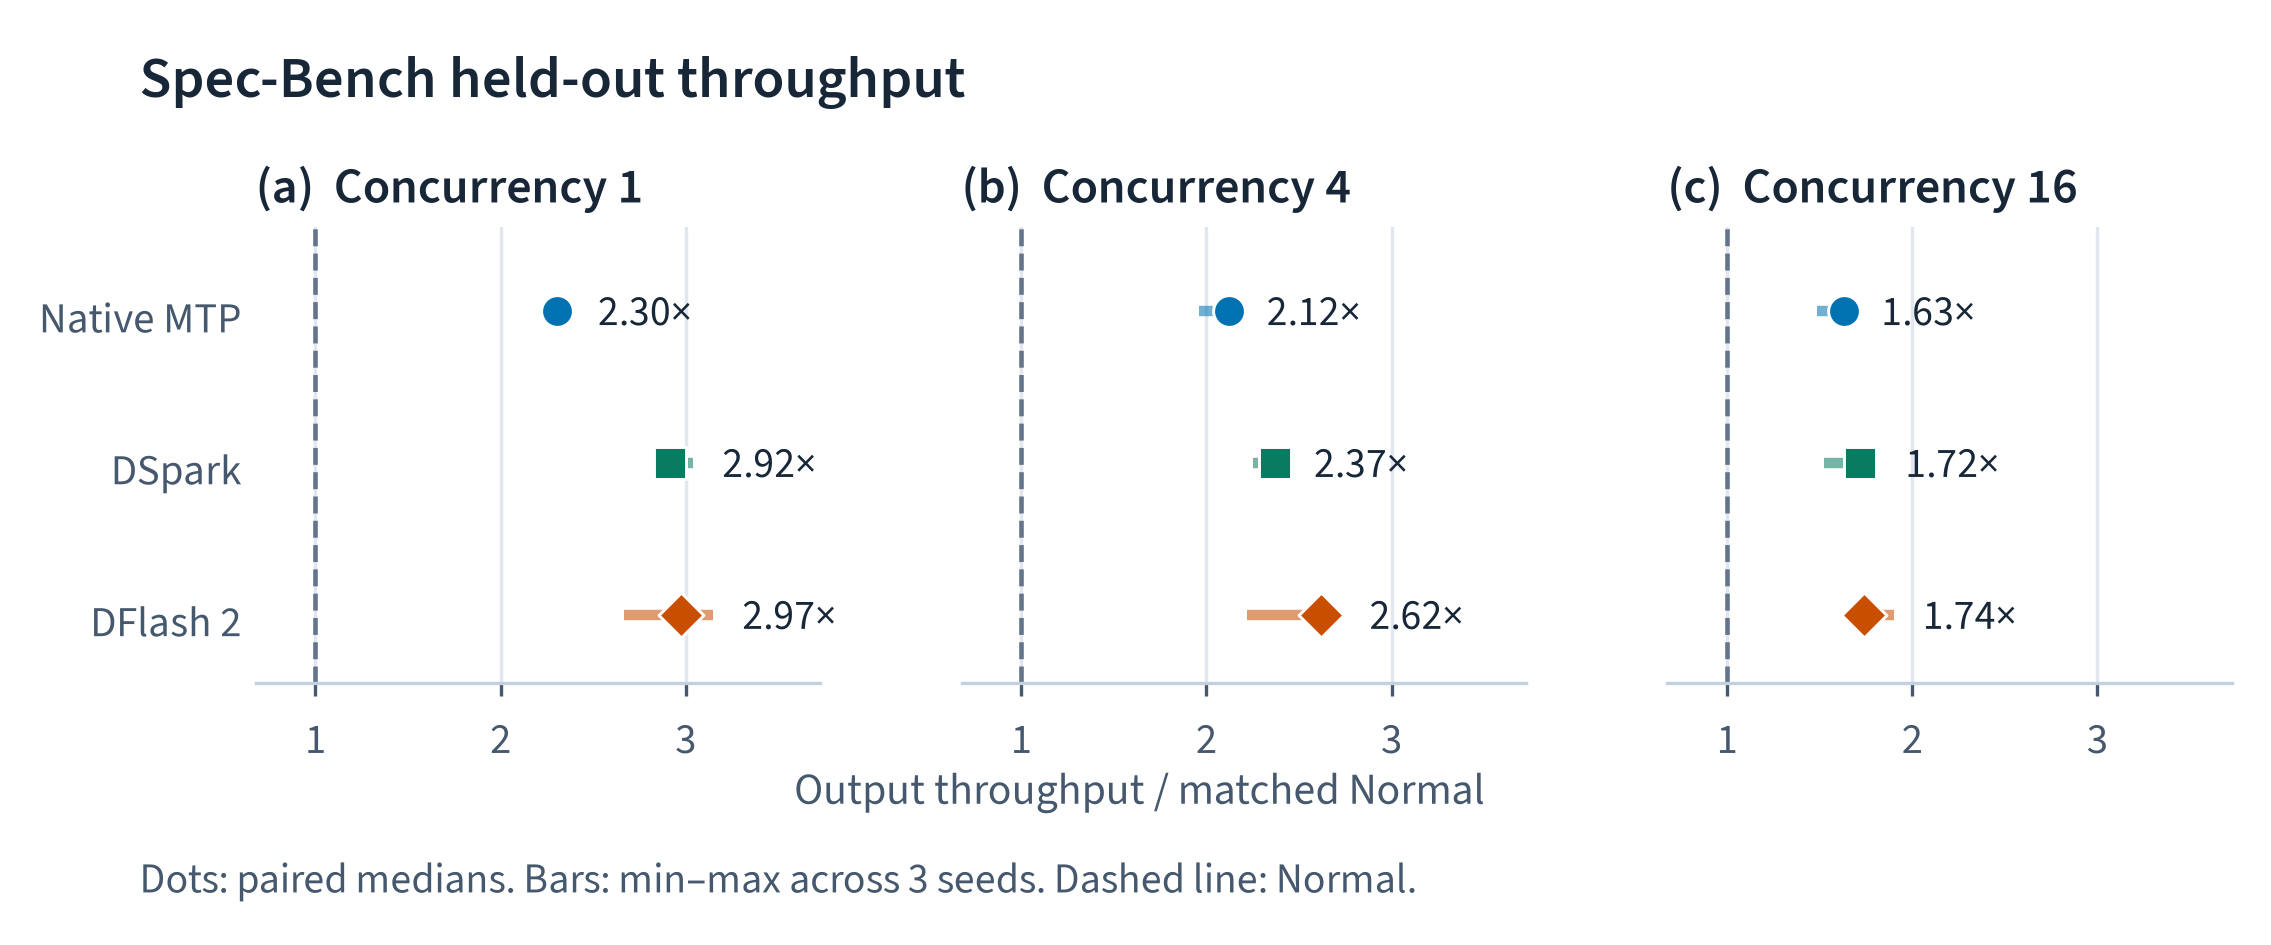 Spec-Bench held-out throughput
(a) Concurrency 1
(b) Concurrency 4
(c) Concurrency 16
Native MTP
2.30×
2.12×
1.63×
DSpark
2.92×
2.37×
1.72×
DFlash 2
2.97×
2.62×
1.74×
1 2 3
1 2 3
1 2 3
Output throughput / matched Normal
Dots: paired medians. Bars: min–max across 3 seeds. Dashed line: Normal.